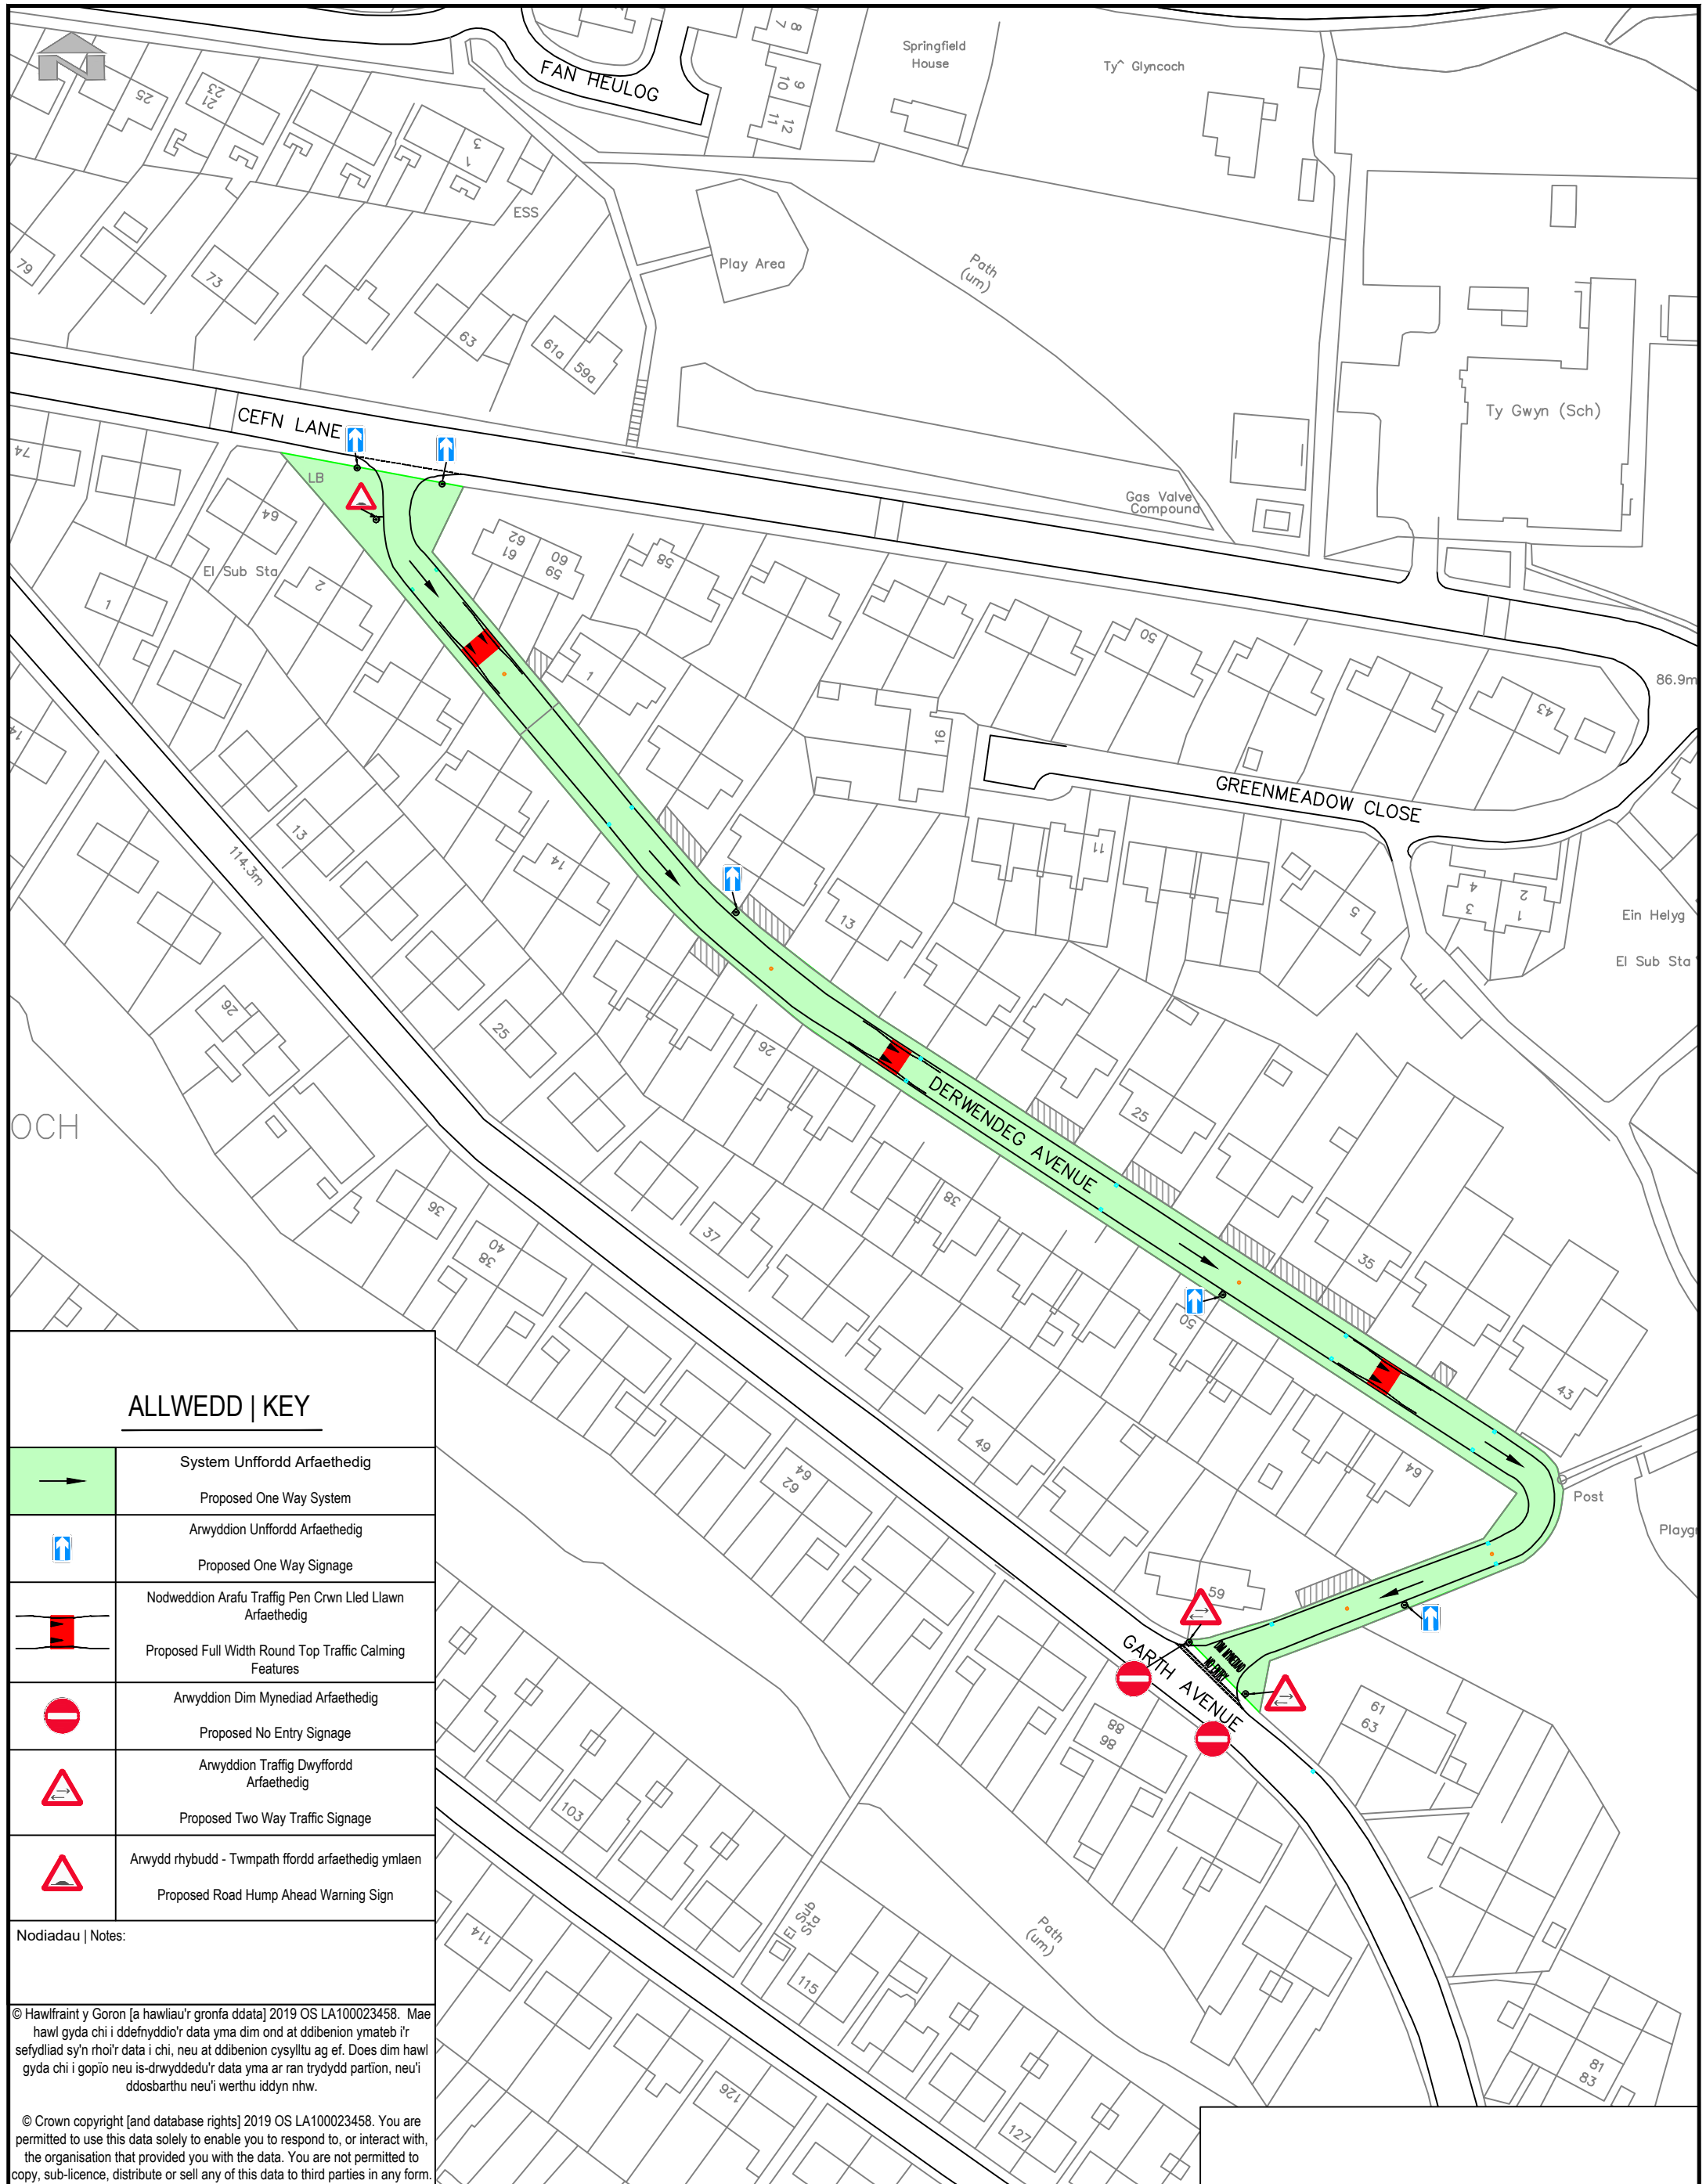 FAN HEULOG
7
8
9
10
11
12
Springfield
House
Ty^ Glyncoch
25
21
23
3
1
ESS
79
73
63
61a
59a
Play Area
Path
(um)
Ty Gwyn (Sch)
CEFN LANE
74
LB
64
El Sub Sta
2
1
62
61
60
59
58
Gas Valve
Compound
50
43
86.9m
1
16
GREENMEADOW CLOSE
14
13
114.3m
14
13
11
5
4
3
2
1
Ein Helyg
El Sub Sta
26
25
26
DERWENDEG AVENUE
25
OCH
36
40
38
37
38
35
50
43
49
64
62
64
Post
Playgr
59
DIM MYNEDIAD
NO ENTRY
GARTH AVENUE
88
86
61
63
103
114
El Sub
Sta
115
Path
(um)
126
127
81
83
ALLWEDD | KEY
System Unffordd Arfaethedig
Proposed One Way System
Arwyddion Unffordd Arfaethedig
Proposed One Way Signage
Nodweddion Arafu Traffig Pen Crwn Lled Llawn
Arfaethedig
Proposed Full Width Round Top Traffic Calming
Features
Arwyddion Dim Mynediad Arfaethedig
Proposed No Entry Signage
Arwyddion Traffig Dwyffordd
Arfaethedig
Proposed Two Way Traffic Signage
Arwydd rhybudd - Twmpath ffordd arfaethedig ymlaen
Proposed Road Hump Ahead Warning Sign
Nodiadau | Notes:
© Hawlfraint y Goron [a hawliau'r gronfa ddata] 2019 OS LA100023458. Mae
hawl gyda chi i ddefnyddio'r data yma dim ond at ddibenion ymateb i'r
sefydliad sy'n rhoi'r data i chi, neu at ddibenion cysylltu ag ef. Does dim hawl
gyda chi i gopïo neu is-drwyddedu'r data yma ar ran trydydd partïon, neu'i
ddosbarthu neu'i werthu iddyn nhw.
© Crown copyright [and database rights] 2019 OS LA100023458. You are
permitted to use this data solely to enable you to respond to, or interact with,
the organisation that provided you with the data. You are not permitted to
copy, sub-licence, distribute or sell any of this data to third parties in any form.